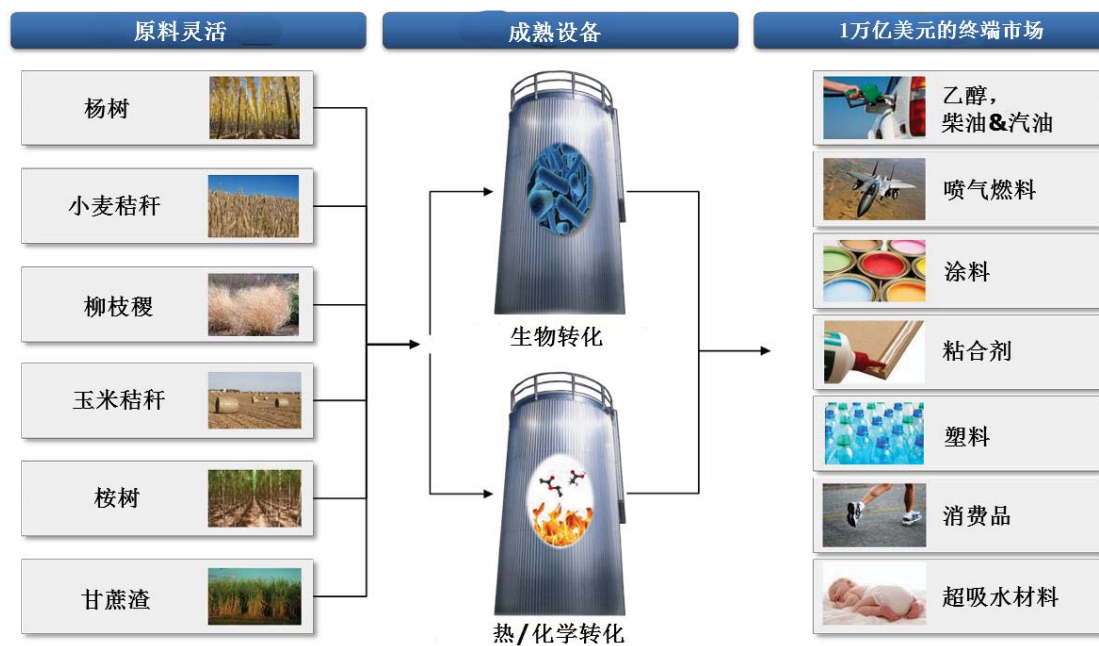 原料灵活
成熟设备
1万亿美元的终端市场
杨树
小麦秸秆
柳枝稷
玉米秸秆
桉树
甘蔗渣
生物转化
热/化学转化
乙醇，
柴油&汽油
喷气燃料
涂料
粘合剂
塑料
消费品
超吸水材料